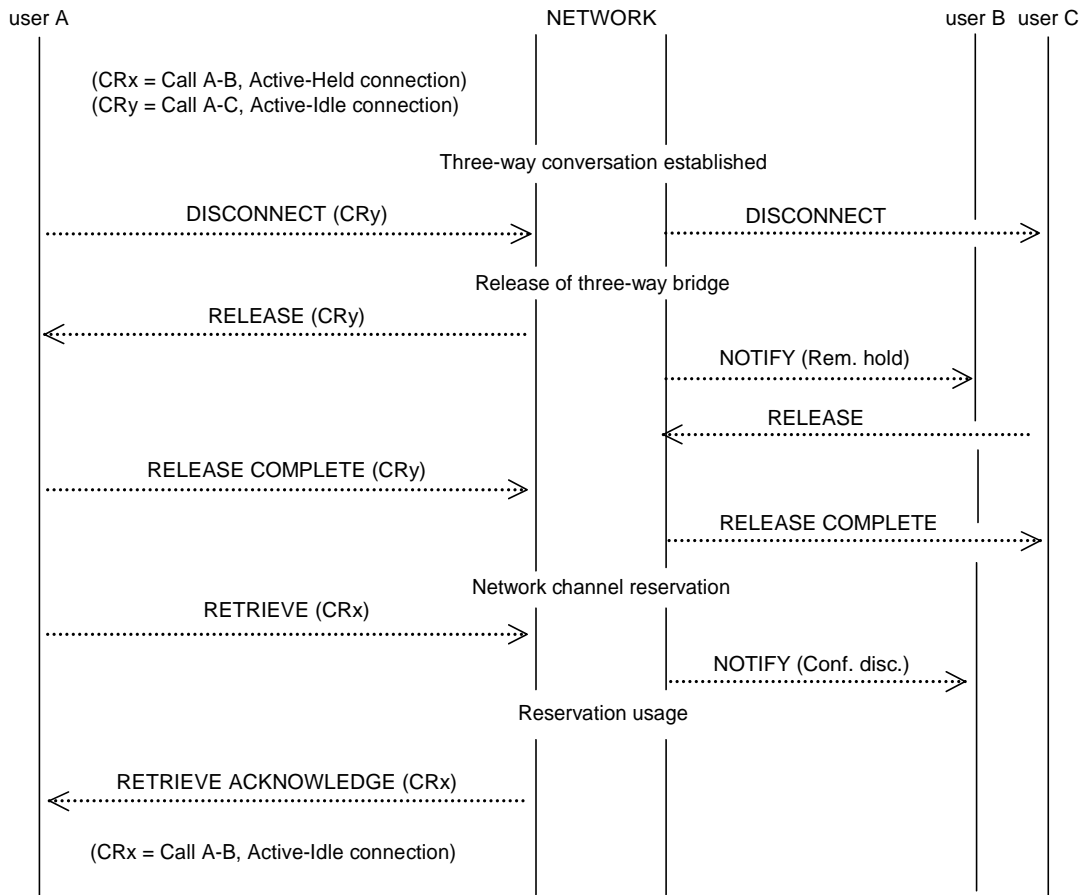 user A
NETWORK
user B
user C
(CRx = Call A-B, Active-Held connection)
(CRy = Call A-C, Active-Idle connection)
Three-way conversation established
DISCONNECT (CRy)
DISCONNECT
Release of three-way bridge
RELEASE (CRy)
NOTIFY (Rem. hold)
RELEASE
RELEASE COMPLETE (CRy)
RELEASE COMPLETE
Network channel reservation
RETRIEVE (CRx)
NOTIFY (Conf. disc.)
Reservation usage
RETRIEVE ACKNOWLEDGE (CRx)
(CRx = Call A-B, Active-Idle connection)